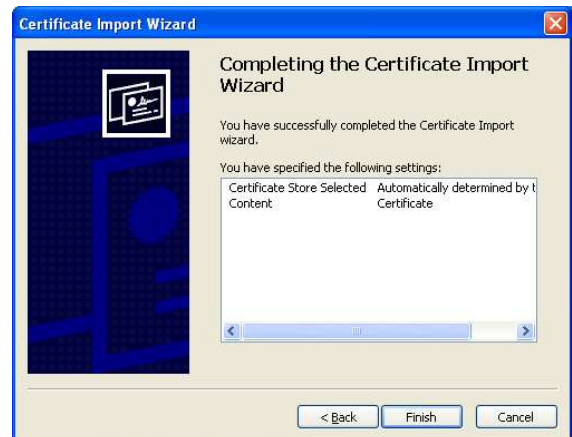 Certificate Import Wizard
Completing the Certificate Import
Wizard
You have successfully completed the Certificate Import
wizard.
You have specified the following settings:
Certificate Store Selected Automatically determined by t
Content Certificate
< Back Finish Cancel